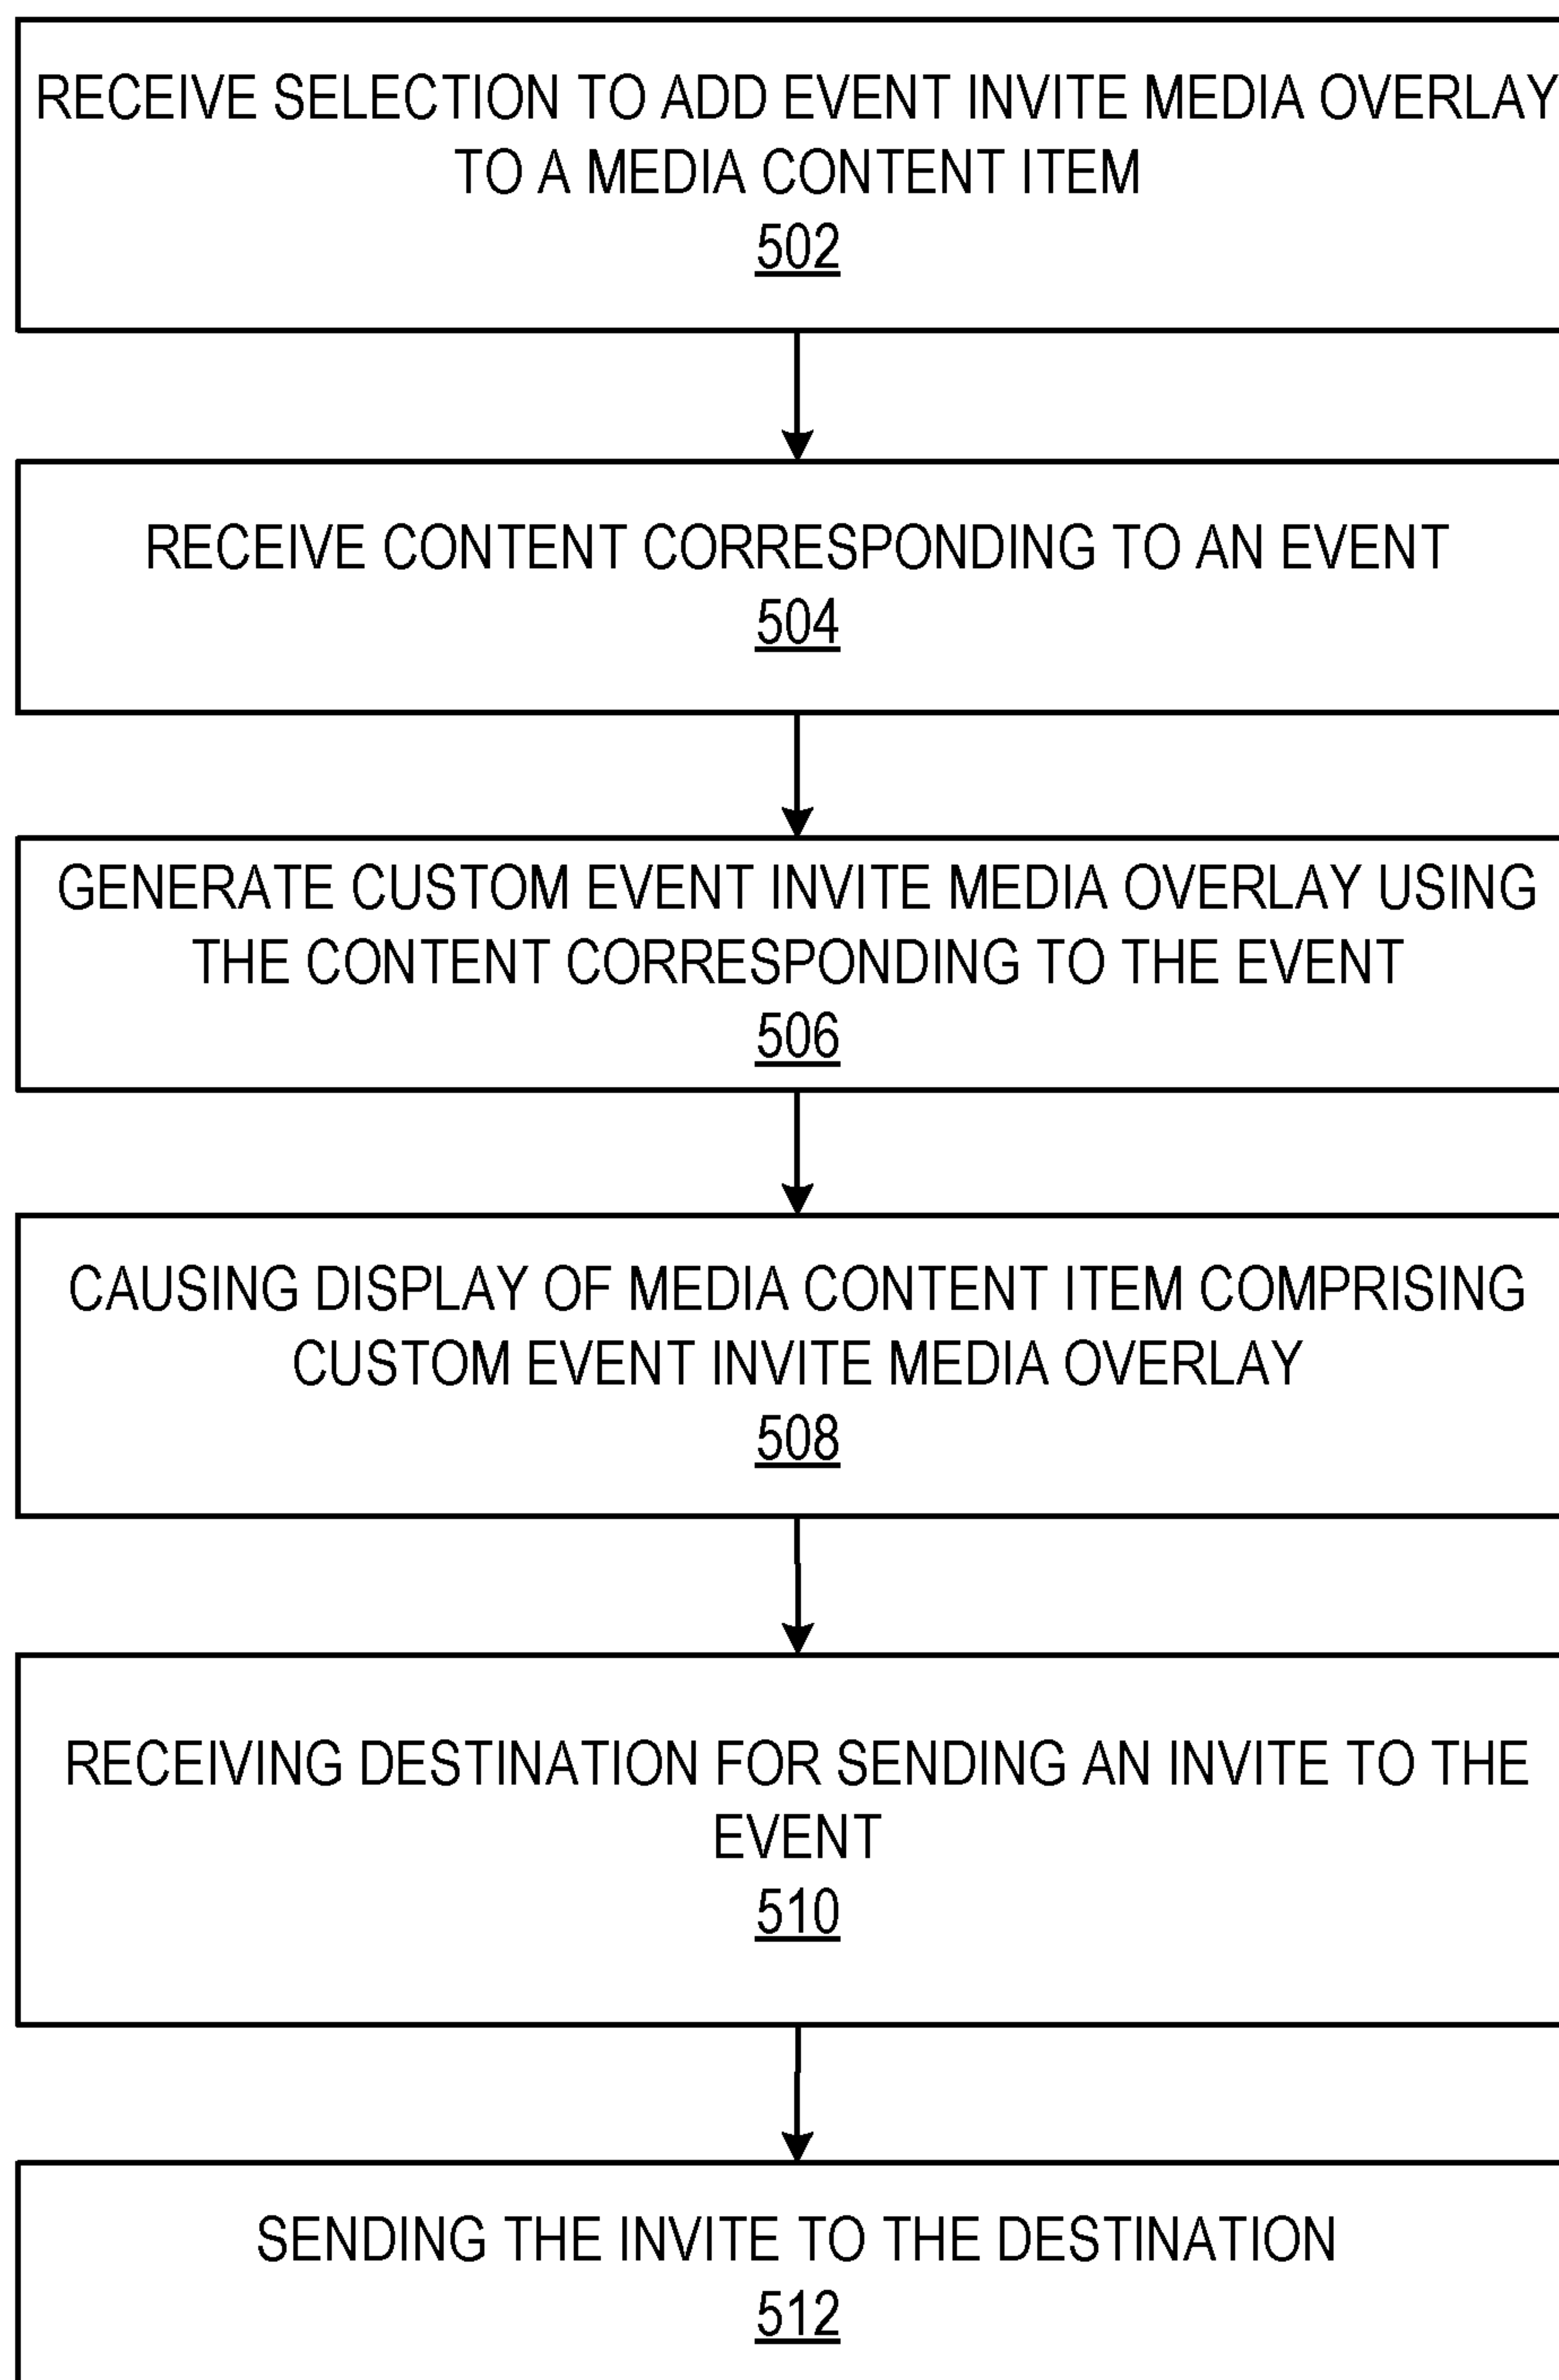 RECEIVE SELECTION TO ADD EVENT INVITE MEDIA OVERLAY
TO A MEDIA CONTENT ITEM
502
RECEIVE CONTENT CORRESPONDING TO AN EVENT
504
GENERATE CUSTOM EVENT INVITE MEDIA OVERLAY USING
THE CONTENT CORRESPONDING TO THE EVENT
506
CAUSING DISPLAY OF MEDIA CONTENT ITEM COMPRISING
CUSTOM EVENT INVITE MEDIA OVERLAY
508
RECEIVING DESTINATION FOR SENDING AN INVITE TO THE
EVENT
510
SENDING THE INVITE TO THE DESTINATION
512